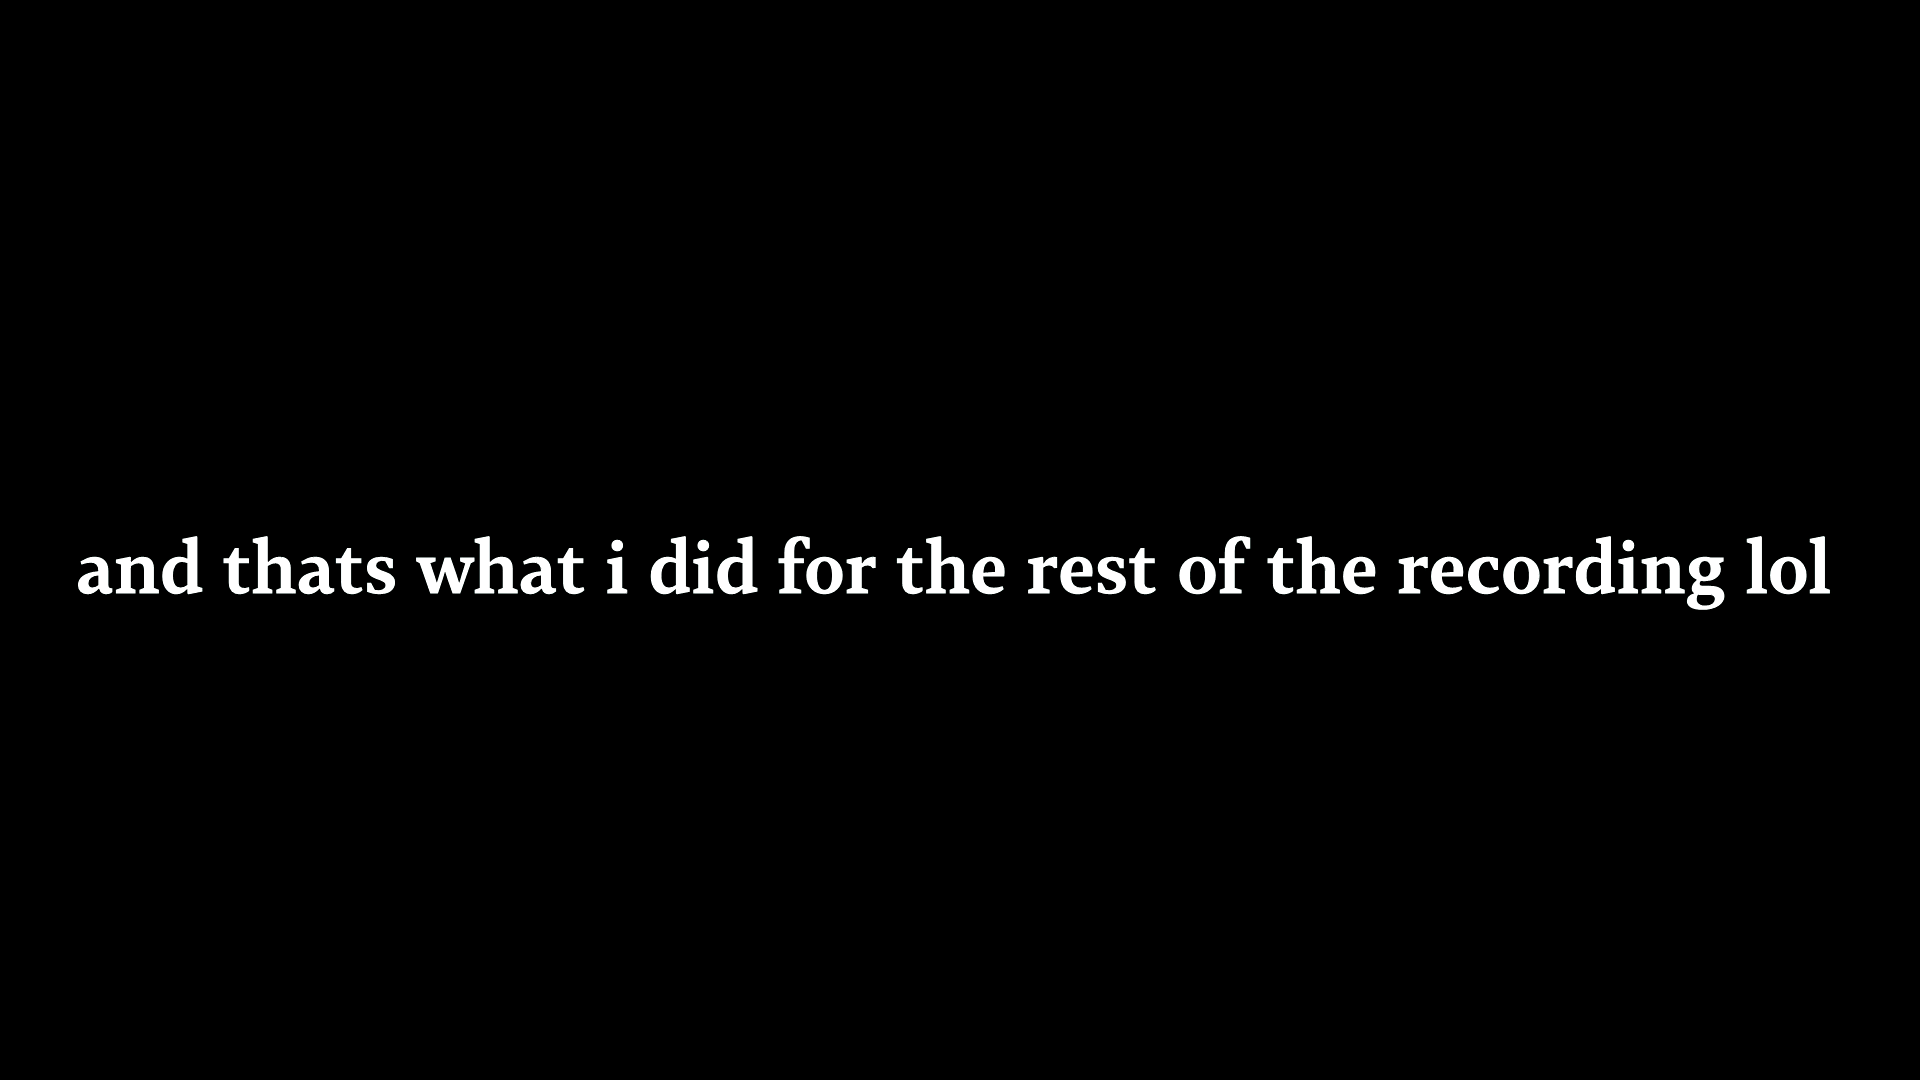 and thats what i did for the rest of the recording lol